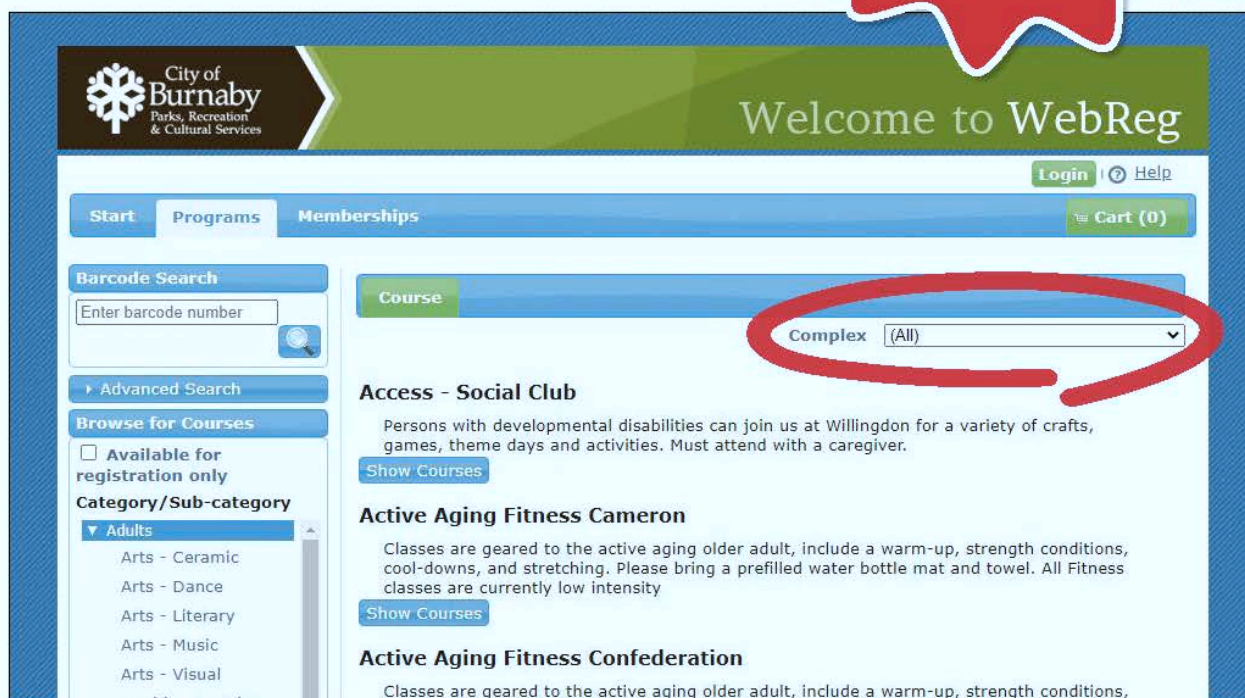 City of
Burnaby
Parks, Recreation
& Cultural Services
Welcome to WebReg
Login
Help
Start
Programs
Memberships
Cart (0)
Barcode Search
Enter barcode number
Advanced Search
Browse for Courses
Available for
registration only
Category/Sub-category
Adults
Arts - Ceramic
Arts - Dance
Arts - Literary
Arts - Music
Arts - Visual
Course
Complex (All)
Access - Social Club
Persons with developmental disabilities can join us at Willingdon for a variety of crafts,
games, theme days and activities. Must attend with a caregiver.
Show Courses
Active Aging Fitness Cameron
Classes are geared to the active aging older adult, include a warm-up, strength conditions,
cool-downs, and stretching. Please bring a prefilled water bottle mat and towel. All Fitness
classes are currently low intensity
Show Courses
Active Aging Fitness Confederation
Classes are geared to the active aging older adult, include a warm-up, strength conditions,